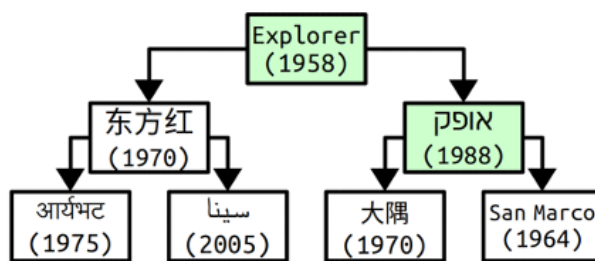 Explorer
(1958)
东方红
(1970)
אופק
(1988)
आर्यभट
(1975)
سينا
(2005)
大隅
(1970)
San Marco
(1964)